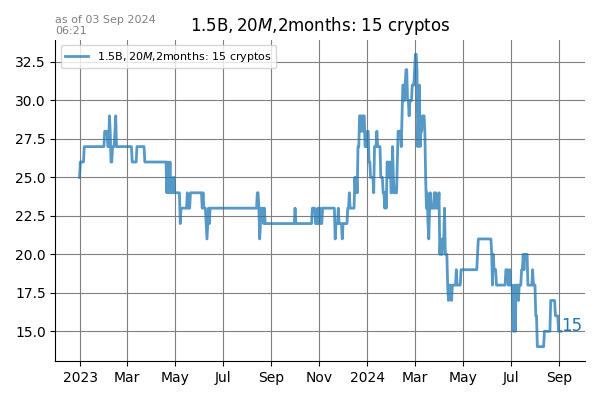 as of 03 Sep 2024
06:21
1.5B, 20M,2months: 15 cryptos
1.5B, 20M,2months: 15 cryptos
32.5
30.0
27.5
25.0
22.5
20.0
17.5
15.0
15
2023 Mar May Jul Sep Nov 2024 Mar May Jul Sep